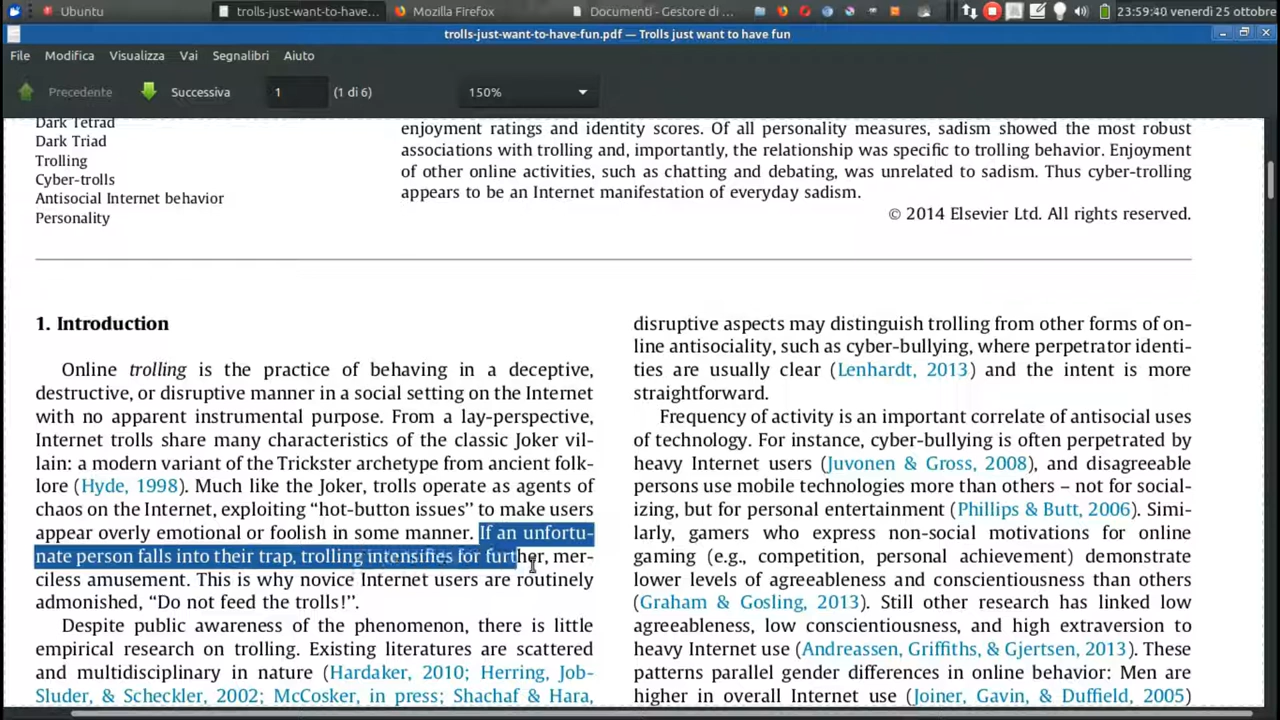 Ubuntu
trolls-just-want-to-have...
Mozilla Firefox
Documenti - Gestore di ...
23:59:40 venerdì 25 ottobre
trolls-just-want-to-have-fun.pdf — Trolls just want to have fun
File Modifica Visualizza Vai Segnalibri Aiuto
Precedente Successiva 1 (1 di 6) 150%
Dark Tetrad
Dark Triad
Trolling
Cyber-trolls
Antisocial Internet behavior
Personality
enjoyment ratings and identity scores. Of all personality measures, sadism showed the most robust
associations with trolling and, importantly, the relationship was specific to trolling behavior. Enjoyment
of other online activities, such as chatting and debating, was unrelated to sadism. Thus cyber-trolling
appears to be an Internet manifestation of everyday sadism.
© 2014 Elsevier Ltd. All rights reserved.
1. Introduction
Online trolling is the practice of behaving in a deceptive,
destructive, or disruptive manner in a social setting on the Internet
with no apparent instrumental purpose. From a lay-perspective,
Internet trolls share many characteristics of the classic Joker vil-
lain: a modern variant of the Trickster archetype from ancient folk-
lore (Hyde, 1998). Much like the Joker, trolls operate as agents of
chaos on the Internet, exploiting “hot-button issues’’ to make users
appear overly emotional or foolish in some manner. If an unfortu-
nate person falls into their trap, trolling intensifies for further, mer-
ciless amusement. This is why novice Internet users are routinely
admonished, “Do not feed the trolls!’’.
Despite public awareness of the phenomenon, there is little
empirical research on trolling. Existing literatures are scattered
and multidisciplinary in nature (Hardaker, 2010; Herring, Job-
Sluder, & Scheckler, 2002; McCosker, in press; Shachaf & Hara,
disruptive aspects may distinguish trolling from other forms of on-
line antisociality, such as cyber-bullying, where perpetrator identi-
ties are usually clear (Lenhardt, 2013) and the intent is more
straightforward.
Frequency of activity is an important correlate of antisocial uses
of technology. For instance, cyber-bullying is often perpetrated by
heavy Internet users (Juvonen & Gross, 2008), and disagreeable
persons use mobile technologies more than others – not for social-
izing, but for personal entertainment (Phillips & Butt, 2006). Simi-
larly, gamers who express non-social motivations for online
gaming (e.g., competition, personal achievement) demonstrate
lower levels of agreeableness and conscientiousness than others
(Graham & Gosling, 2013). Still other research has linked low
agreeableness, low conscientiousness, and high extraversion to
heavy Internet use (Andreassen, Griffiths, & Gjertsen, 2013). These
patterns parallel gender differences in online behavior: Men are
higher in overall Internet use (Joiner, Gavin, & Duffield, 2005)